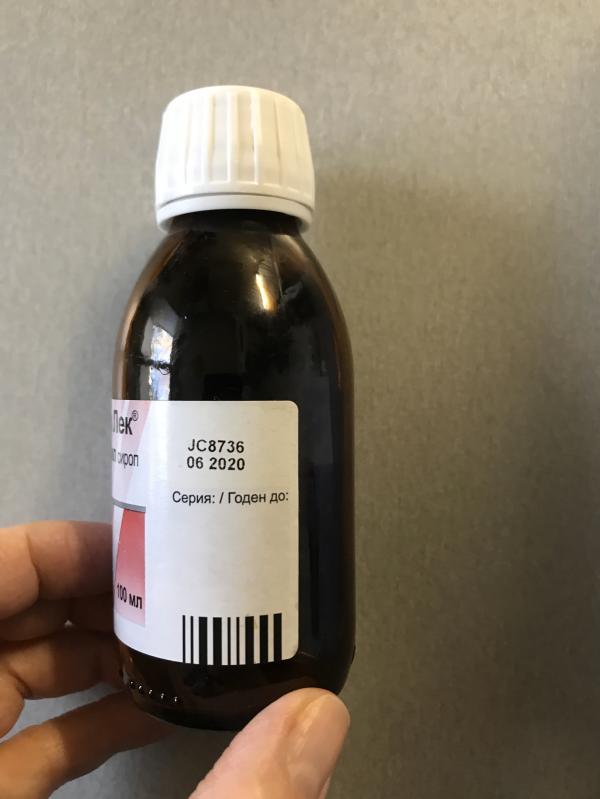 Лек®
сироп
100 мл
JC8736
06 2020
Серия: / Годен до: